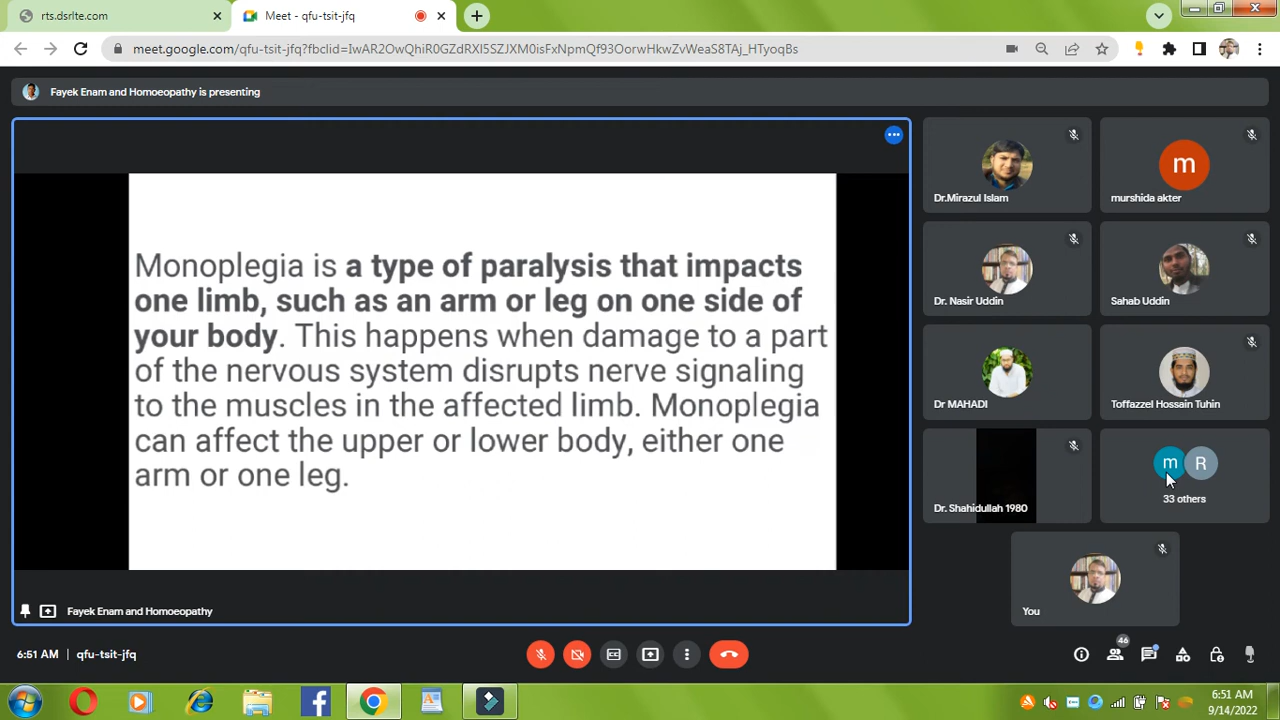 rts.dsrlte.com
Meet - qfu-tsit-jfq
meet.google.com/qfu-tsit-jfq?fbclid=IwAR2OwQhiR0GZdRXI5SZJXM0isFxNpmQf93OorwHkwZvWeaS8TAj_HTyoqBs
Fayek Enam and Homoeopathy is presenting
Monoplegia is a type of paralysis that impacts
one limb, such as an arm or leg on one side of
your body. This happens when damage to a part
of the nervous system disrupts nerve signaling
to the muscles in the affected limb. Monoplegia
can affect the upper or lower body, either one
arm or one leg.
Fayek Enam and Homoeopathy
Dr.Mirazul Islam
m
murshida akter
Dr. Nasir Uddin
Sahab Uddin
Dr MAHADI
Toffazzel Hossain Tuhin
Dr. Shahidullah 1980
m R
33 others
You
6:51 AM | qfu-tsit-jfq
46
6:51 AM
9/14/2022